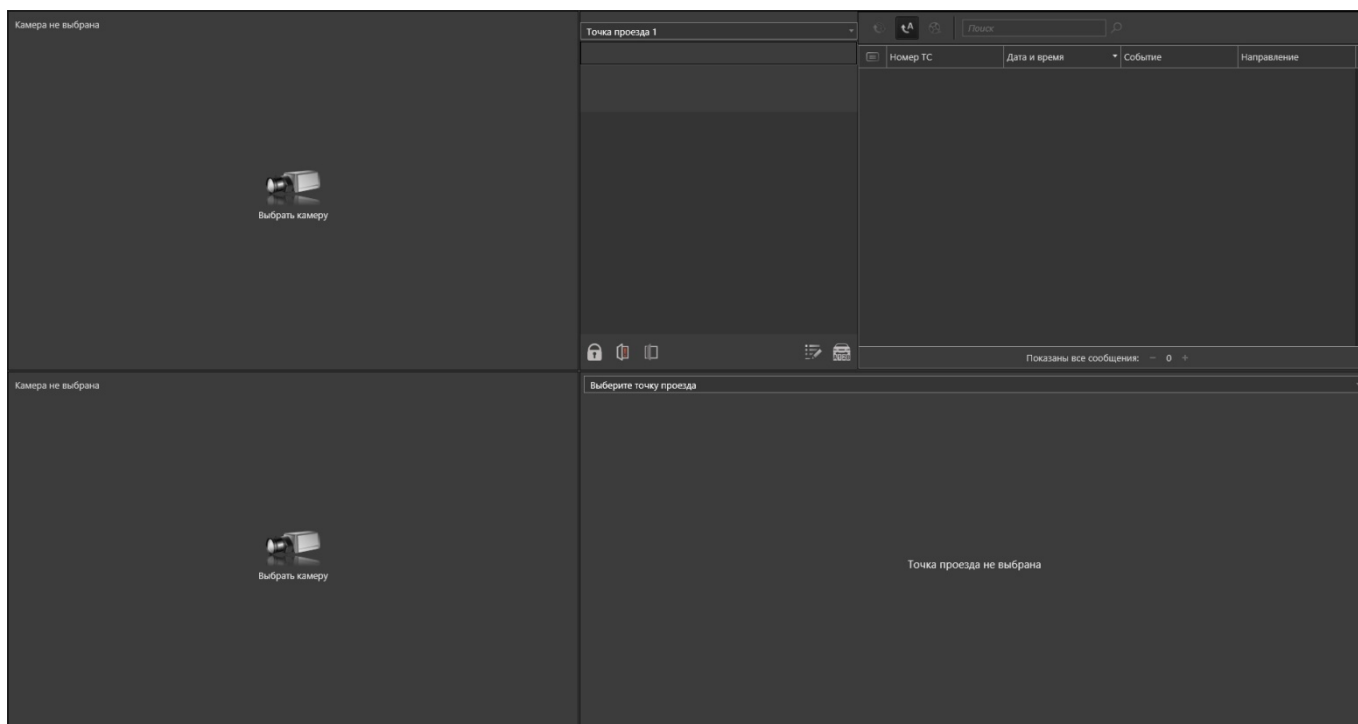 Камера не выбрана
Выбрать камеру
Точка проезда 1
Поиск
Номер ТС
Дата и время
Событие
Направление
Показаны все сообщения: − 0 +
Камера не выбрана
Выбрать камеру
Выберите точку проезда
Точка проезда не выбрана